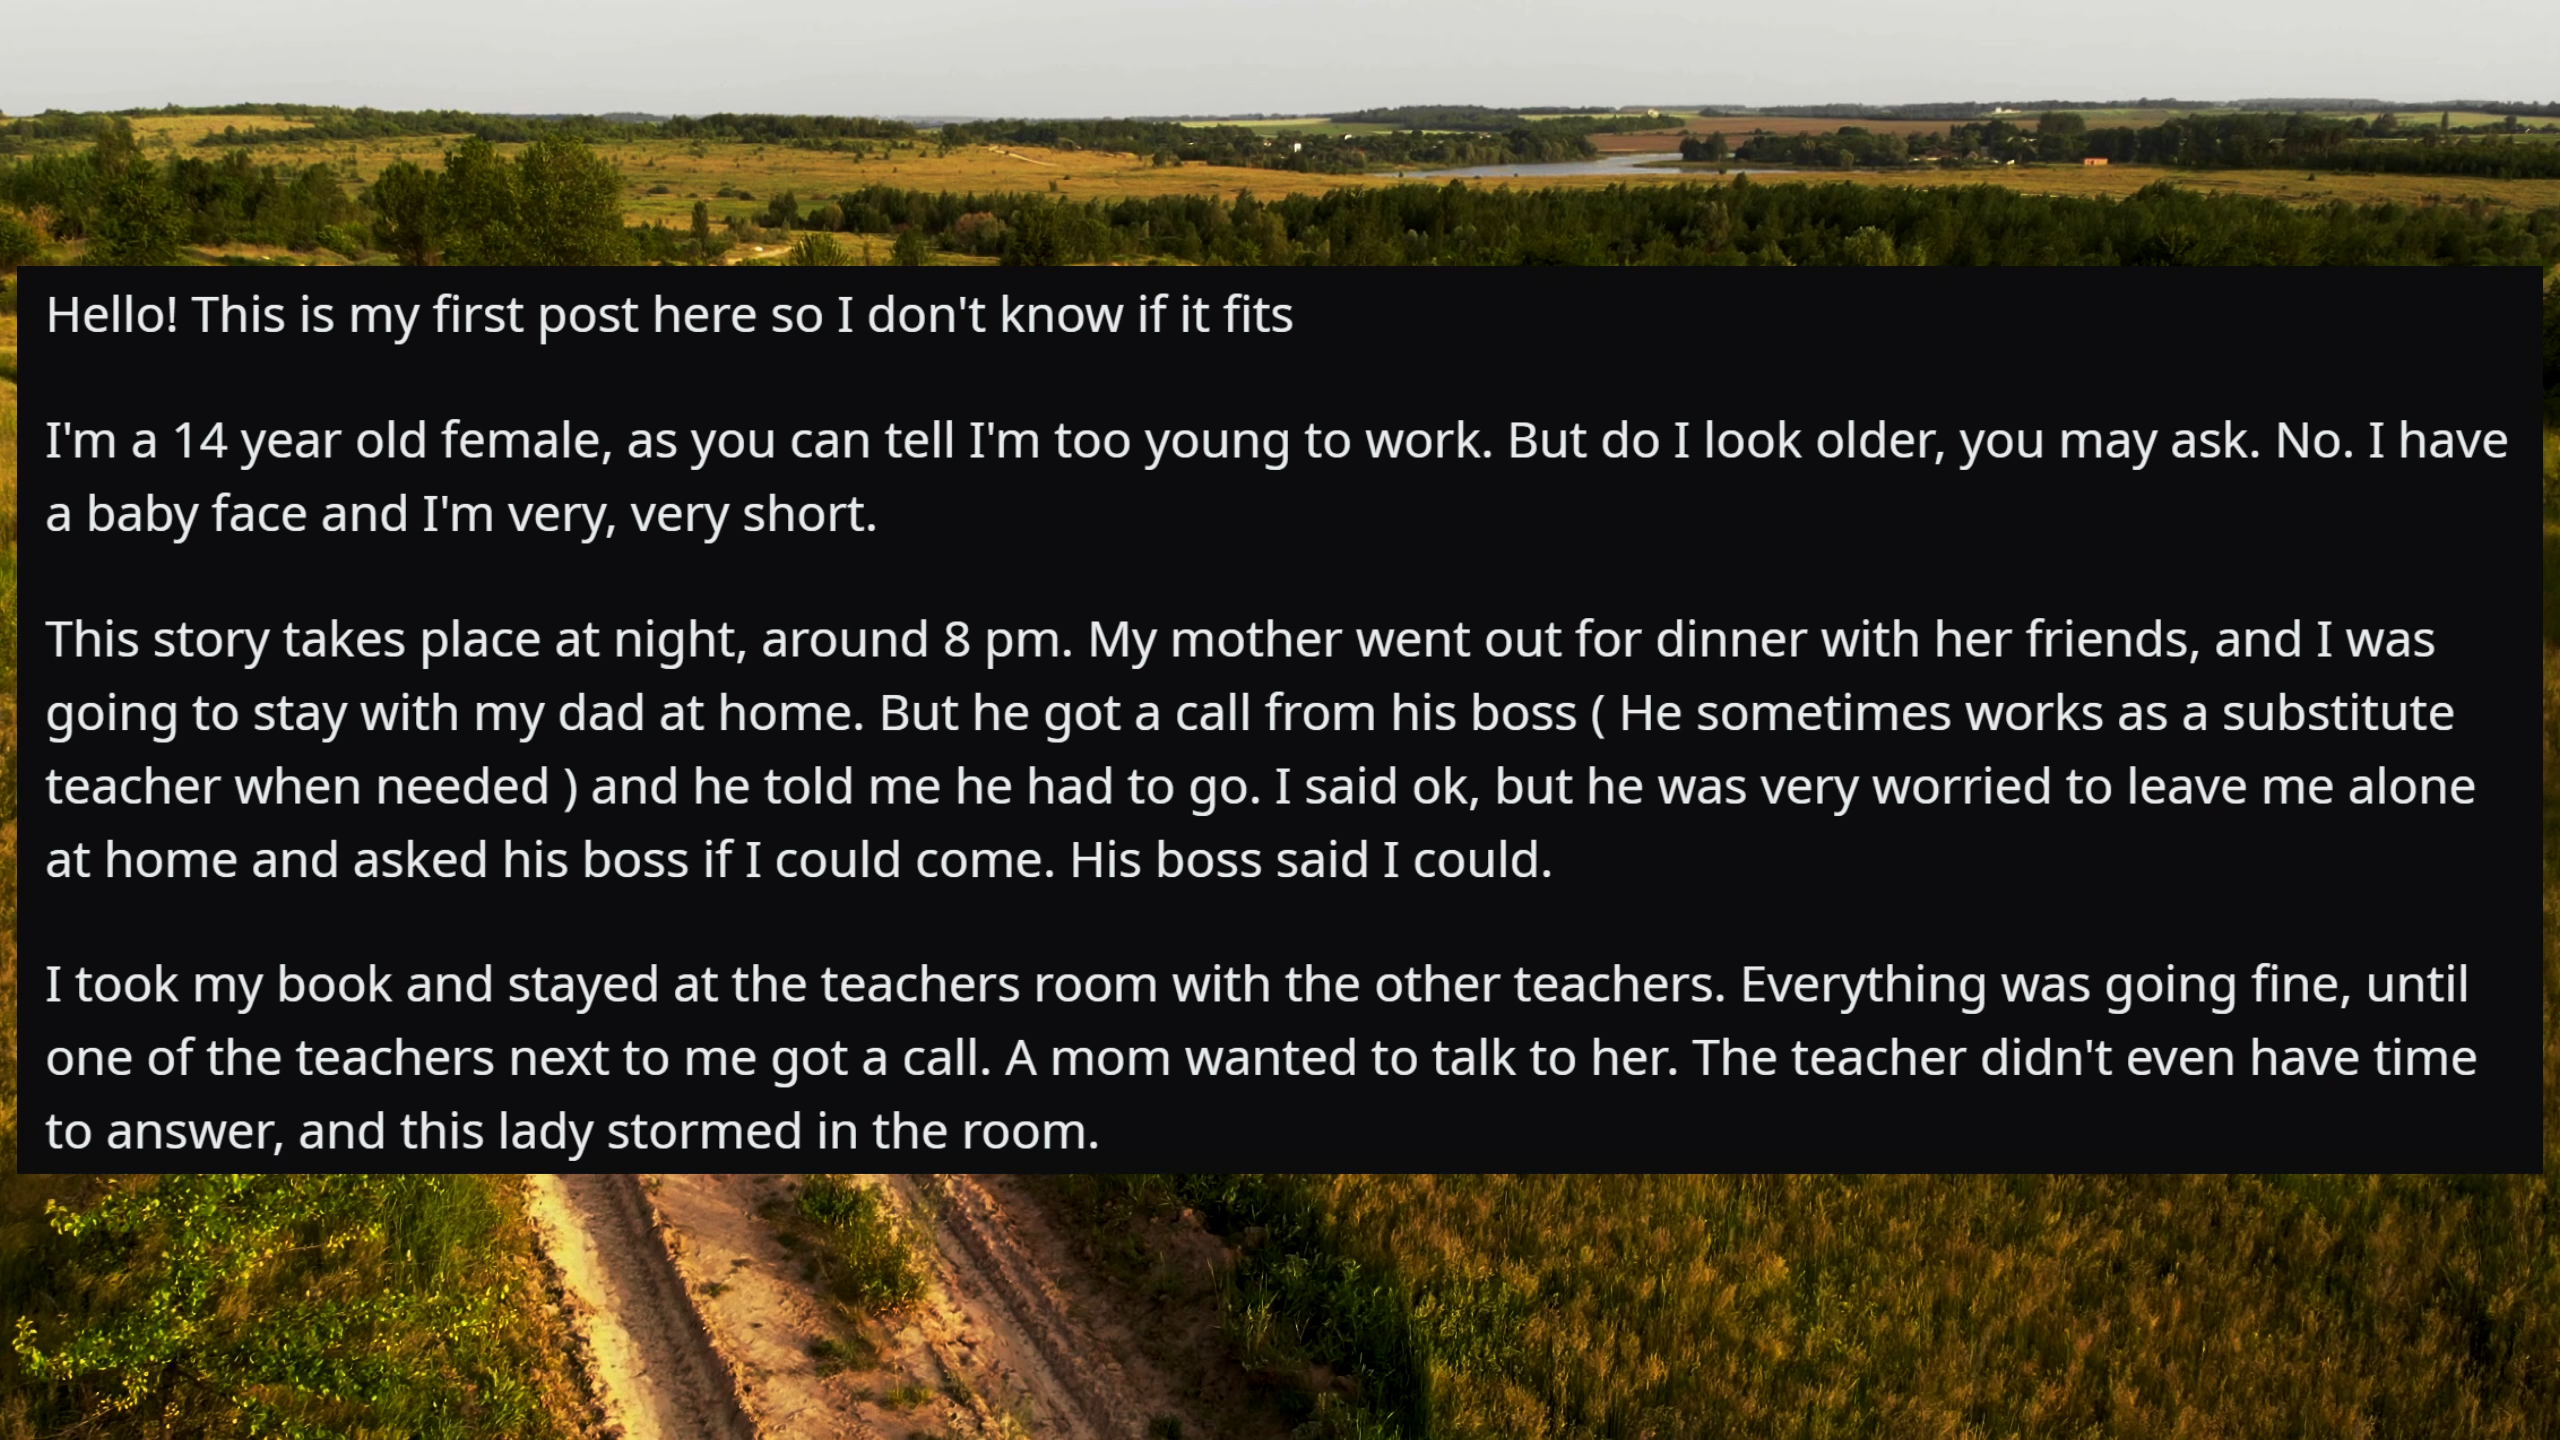 Hello! This is my first post here so I don't know if it fits
I'm a 14 year old female, as you can tell I'm too young to work. But do I look older, you may ask. No. I have
a baby face and I'm very, very short.
This story takes place at night, around 8 pm. My mother went out for dinner with her friends, and I was
going to stay with my dad at home. But he got a call from his boss ( He sometimes works as a substitute
teacher when needed ) and he told me he had to go. I said ok, but he was very worried to leave me alone
at home and asked his boss if I could come. His boss said I could.
I took my book and stayed at the teachers room with the other teachers. Everything was going fine, until
one of the teachers next to me got a call. A mom wanted to talk to her. The teacher didn't even have time
to answer, and this lady stormed in the room.